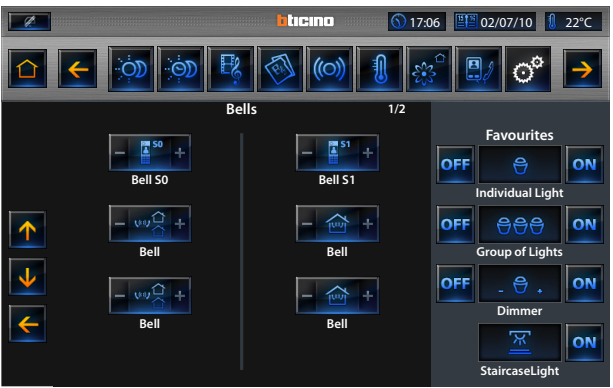 bticino 17:06 02/07/10 22°C
Bells 1/2
Favourites
S0 S1
- + - +
Bell S0 Bell S1
OFF ON
Individual Light
- + - +
Bell Bell
OFF ON
Group of Lights
- + - +
Bell Bell
OFF - + ON
Dimmer
ON
StaircaseLight